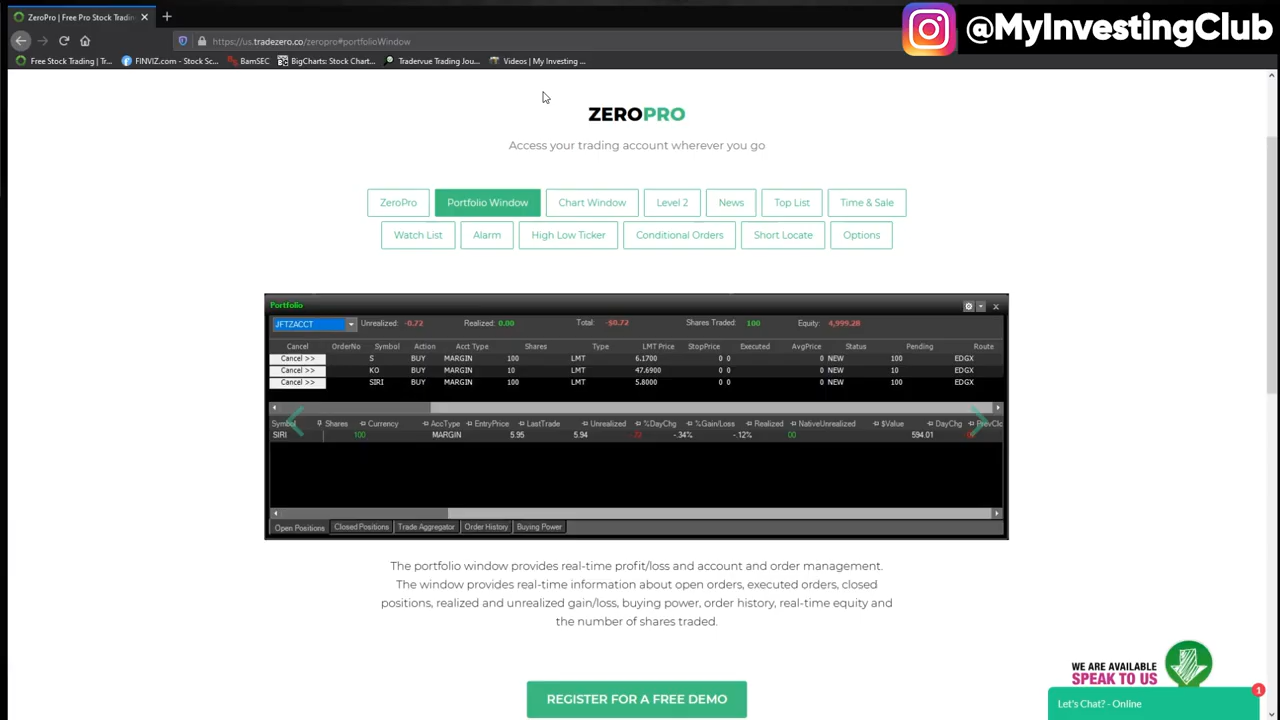 ZeroPro | Free Pro Stock Tradin
@MyInvestingClub
https://us.tradezero.co/zeropro#portfolioWindow
Free Stock Trading | Tr... FINVIZ.com - Stock Sc... BamSEC BigCharts: Stock Chart... Tradervue Trading Jou... Videos | My Investing ...
ZEROPRO
Access your trading account wherever you go
ZeroPro Portfolio Window Chart Window Level 2 News Top List Time & Sale
Watch List Alarm High Low Ticker Conditional Orders Short Locate Options
Portfolio
JFTZACCT Unrealized: -0.72 Realized: 0.00 Total: -$0.72 Shares Traded: 100 Equity: 4,999.28
Cancel OrderNo Symbol Action Acct Type Shares Type LMT Price StopPrice Executed AvgPrice Status Pending Route
Cancel >> S BUY MARGIN 100 LMT 6.1700 0 0 0 NEW 100 EDGX
Cancel >> KO BUY MARGIN 10 LMT 47.6900 0 0 0 NEW 10 EDGX
Cancel >> SIRI BUY MARGIN 100 LMT 5.8000 0 0 0 NEW 100 EDGX
Symbol Shares Currency AccType EntryPrice LastTrade Unrealized %DayChg %Gain/Loss Realized NativeUnrealized $Value DayChg PrevClo
SIRI 100 MARGIN 5.95 5.94 -.72 -.34% -.12% 00 594.01
Open Positions Closed Positions Trade Aggregator Order History Buying Power
The portfolio window provides real-time profit/loss and account and order management.
The window provides real-time information about open orders, executed orders, closed
positions, realized and unrealized gain/loss, buying power, order history, real-time equity and
the number of shares traded.
REGISTER FOR A FREE DEMO
WE ARE AVAILABLE
SPEAK TO US
Let's Chat? - Online
1